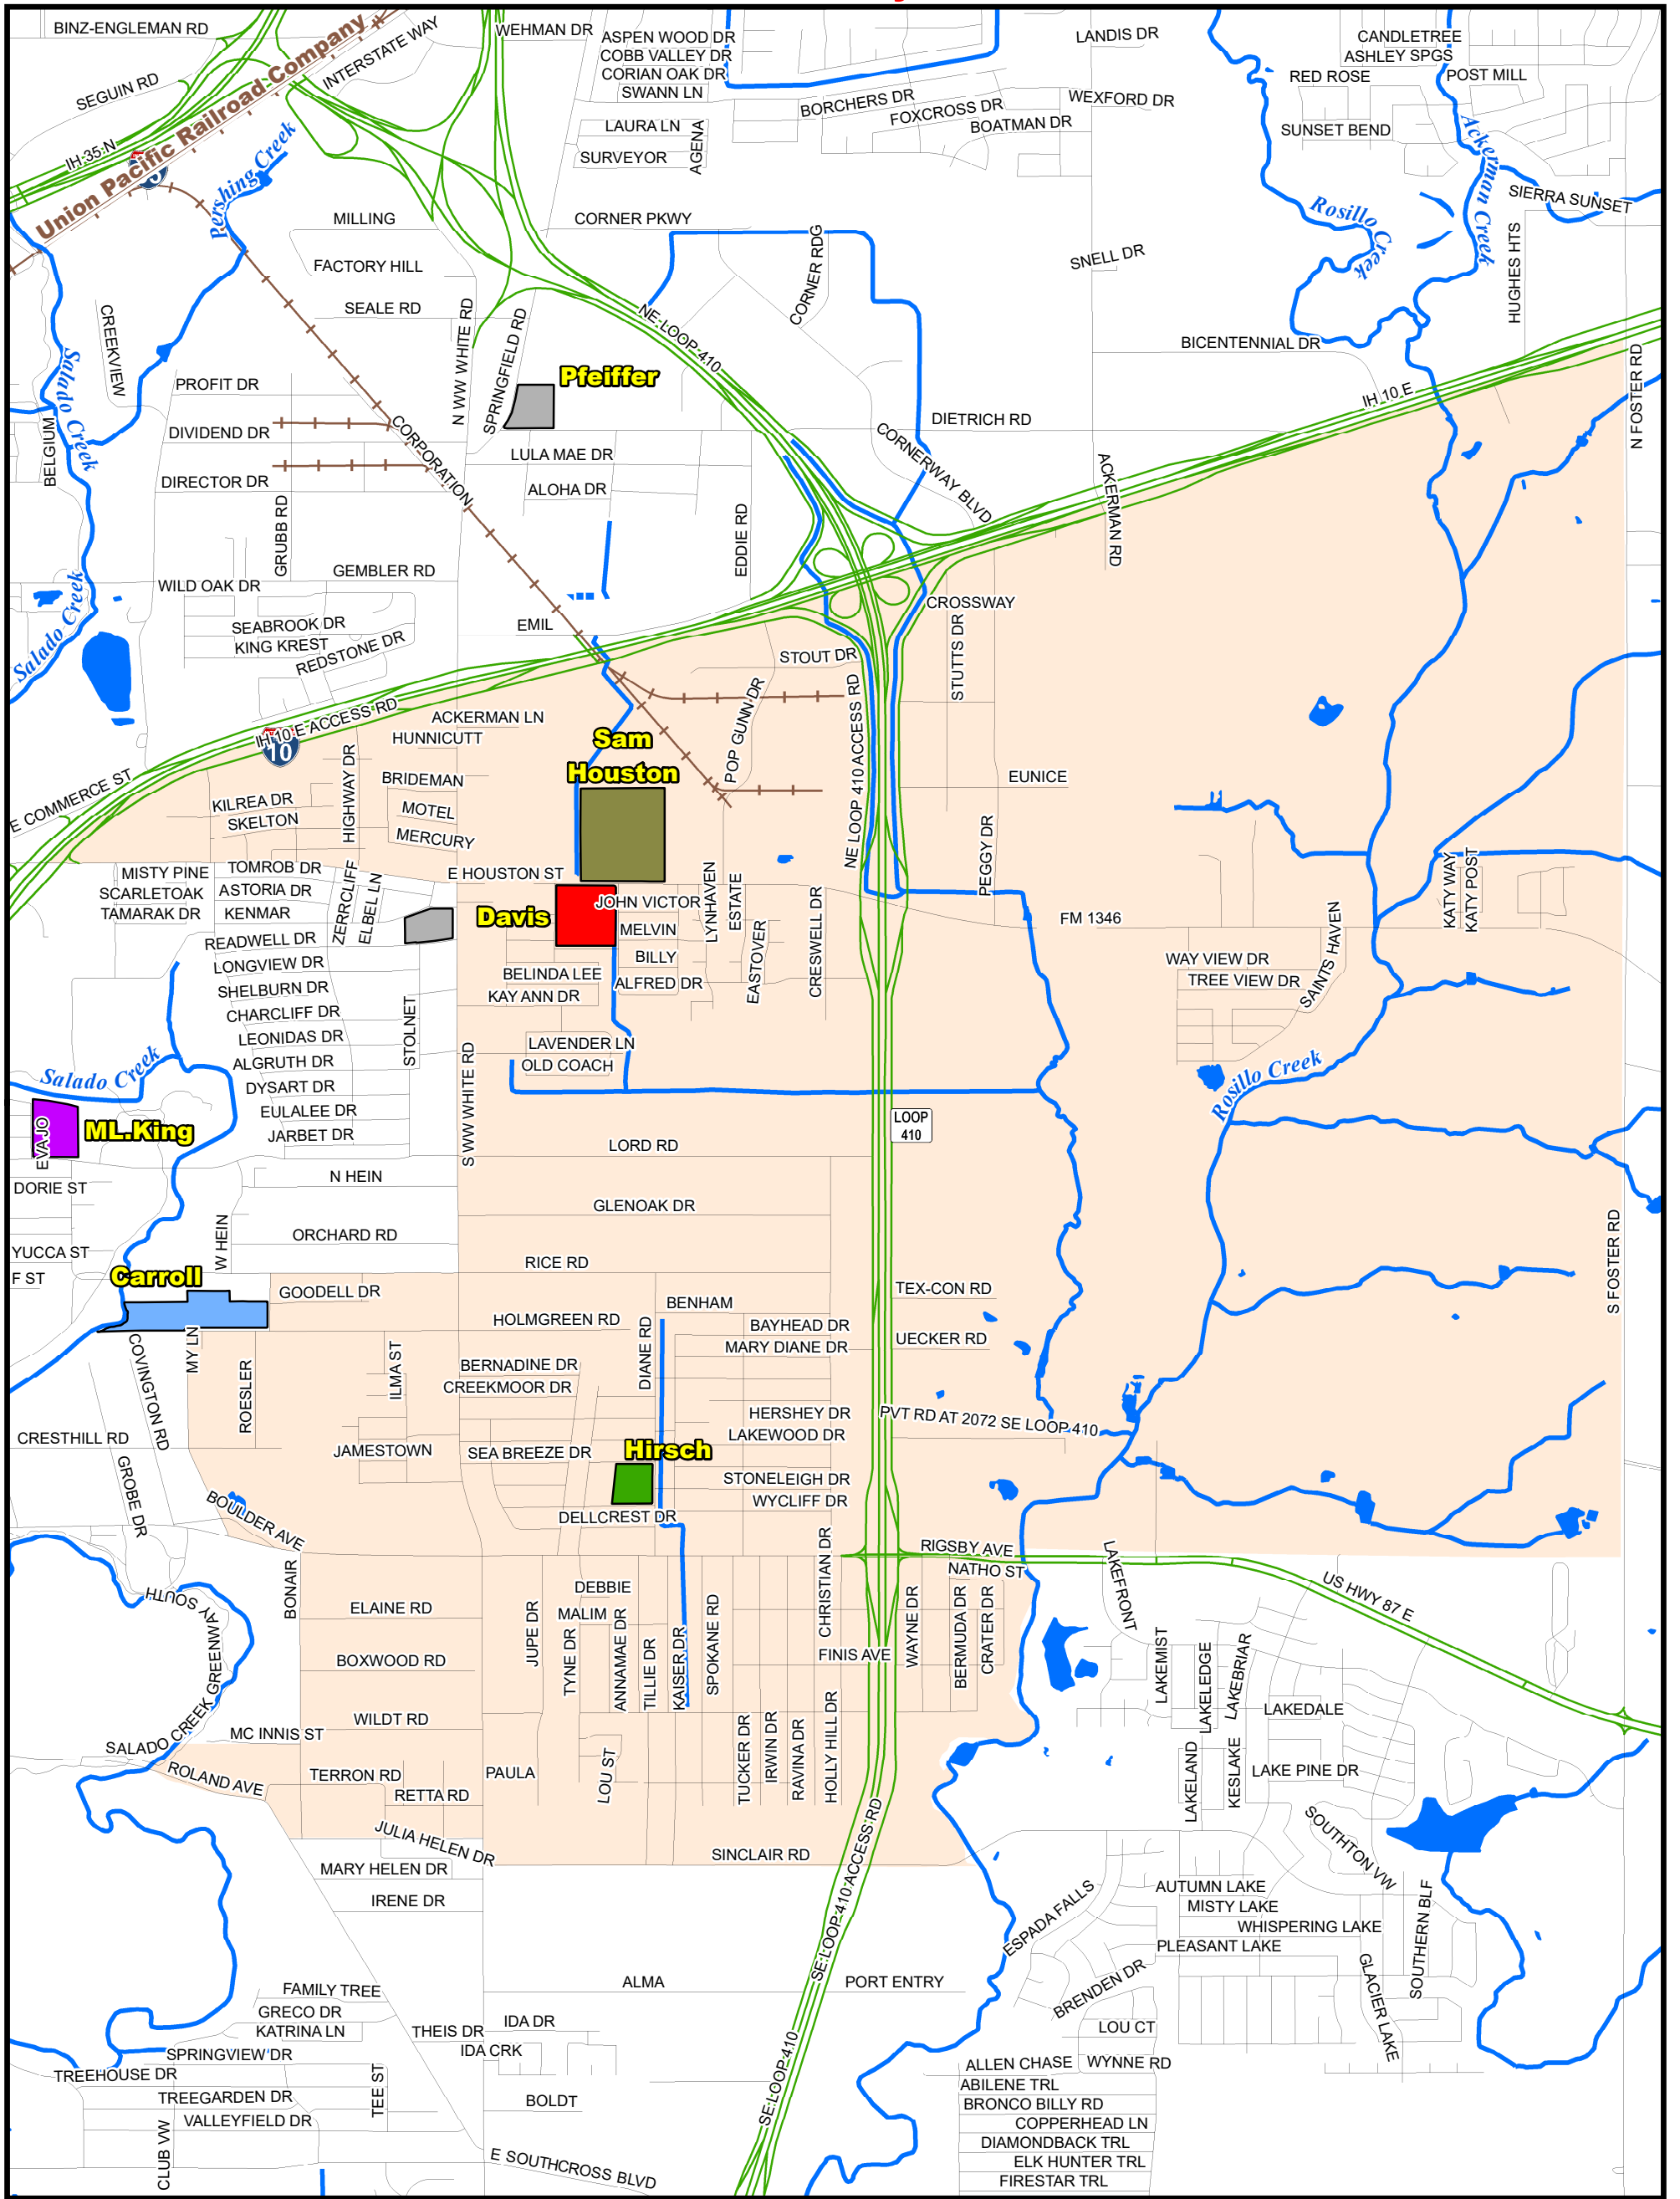 BINZ-ENGLEMAN RD
WEHMAN DR
ASPEN WOOD DR
COBB VALLEY DR
CORIAN OAK DR
SWANN LN
LANDIS DR
CANDLETREE
ASHLEY SPGS
RED ROSE
POST MILL
SEGUIN RD
INTERSTATE WAY
Union Pacific Railroad Company
IH-35 N
BORCHERS DR
FOXCROSS DR
BOATMAN DR
WEXFORD DR
LAURA LN
SURVEYOR
AGENA
SUNSET BEND
Ackerman Creek
Pershing Creek
SIERRA SUNSET
Rosillo
Creek
HUGHES HTS
MILLING
CORNER PKWY
FACTORY HILL
SEALE RD
CORNER RDG
SNELL DR
CREEKVIEW
N WW WHITE RD
SPRINGFIELD RD
NE LOOP 410
BICENTENNIAL DR
Pfeiffer
PROFIT DR
IH 10 E
N FOSTER RD
Salado Creek
BELGIUM
DIVIDEND DR
CORPORATION
DIETRICH RD
CORNERWAY BLVD
LULA MAE DR
DIRECTOR DR
ALOHA DR
ACKERMAN RD
GRUBB RD
EDDIE RD
GEMBLER RD
WILD OAK DR
Salado Creek
SEABROOK DR
KING KREST
REDSTONE DR
EMIL
CROSSWAY
STUTTS DR
STOUT DR
IH 10 E ACCESS RD
10
ACKERMAN LN
HUNNICUTT
Sam
Houston
POP GUNN DR
NE LOOP 410 ACCESS RD
E COMMERCE ST
HIGHWAY DR
BRIDEMAN
EUNICE
KILREA DR
SKELTON
MOTEL
MERCURY
PEGGY DR
MISTY PINE
TOMROB DR
E HOUSTON ST
SCARLETOAK
ASTORIA DR
TAMARAK DR
KENMAR
ZERRCLIFF
ELBEL LN
Davis
JOHN VICTOR
LYNHAVEN
ESTATE
CRESWELL DR
FM 1346
KATY WAY
KATY POST
READWELL DR
MELVIN
EASTOVER
LONGVIEW DR
BILLY
WAY VIEW DR
SAINTS HAVEN
SHELBURN DR
BELINDA LEE
ALFRED DR
TREE VIEW DR
KAY ANN DR
CHARCLIFF DR
STOLNET
LEONIDAS DR
LAVENDER LN
Salado Creek
ALGRUTH DR
OLD COACH
Rosillo Creek
DYSART DR
S WW WHITE RD
EULALEE DR
LOOP
410
EVAJO
ML.King
JARBET DR
LORD RD
DORIE ST
N HEIN
GLENOAK DR
W HEIN
ORCHARD RD
YUCCA ST
RICE RD
S FOSTER RD
F ST
Carroll
GOODELL DR
TEX-CON RD
BENHAM
HOLMGREEN RD
BAYHEAD DR
UECKER RD
MARY DIANE DR
COVINGTON RD
MY LN
ROESLER
ILMA ST
BERNADINE DR
CREEKMOOR DR
DIANE RD
HERSHEY DR
PVT RD AT 2072 SE LOOP 410
LAKEWOOD DR
CRESTHILL RD
JAMESTOWN
SEA BREEZE DR
Hirsch
STONELEIGH DR
GROBE DR
WYCLIFF DR
BOULDER AVE
DELLCREST DR
RIGSBY AVE
NATHO ST
LAKEFRONT
US HWY 87 E
SALADO CREEK GREENWAY SOUTH
BONAIR
DEBBIE
CHRISTIAN DR
ELAINE RD
MALIM
JUPE DR
TYNE DR
ANNAMAE DR
TILLIE DR
KAISER DR
SPOKANE RD
WAYNE DR
BERMUDA DR
CRATER DR
BOXWOOD RD
FINIS AVE
LAKEMIST
LAKELEDGE
LAKEBRIAR
WILDT RD
MC INNIS ST
LAKEDALE
TUCKER DR
IRWIN DR
RAVINA DR
HOLLY HILL DR
ROLAND AVE
TERRON RD
PAULA
LOU ST
LAKELAND
KESLAKE
LAKE PINE DR
RETTA RD
JULIA HELEN DR
SINCLAIR RD
SOUTHTON VW
MARY HELEN DR
SE LOOP 410 ACCESS RD
AUTUMN LAKE
IRENE DR
MISTY LAKE
ESPADA FALLS
WHISPERING LAKE
SOUTHERN BLF
PLEASANT LAKE
GLACIER LAKE
FAMILY TREE
ALMA
PORT ENTRY
BRENDEN DR
GRECO DR
KATRINA LN
THEIS DR
IDA DR
LOU CT
SPRINGVIEW DR
IDA CRK
SE LOOP 410
TREEHOUSE DR
ALLEN CHASE
WYNNE RD
TEE ST
ABILENE TRL
TREEGARDEN DR
BOLDT
BRONCO BILLY RD
VALLEYFIELD DR
COPPERHEAD LN
CLUB VW
DIAMONDBACK TRL
E SOUTHCROSS BLVD
ELK HUNTER TRL
FIRESTAR TRL